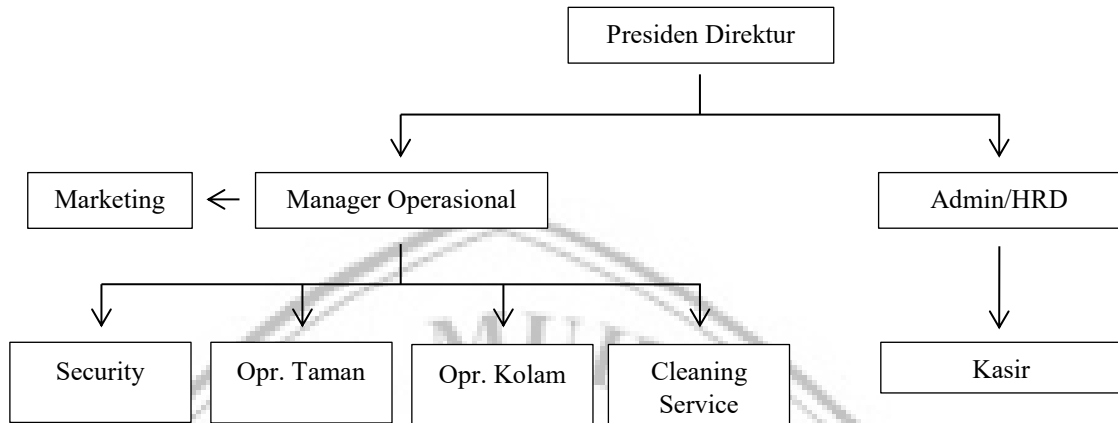 Presiden Direktur
Marketing
Manager Operasional
Admin/HRD
Security
Opr. Taman
Opr. Kolam
Cleaning
Service
Kasir